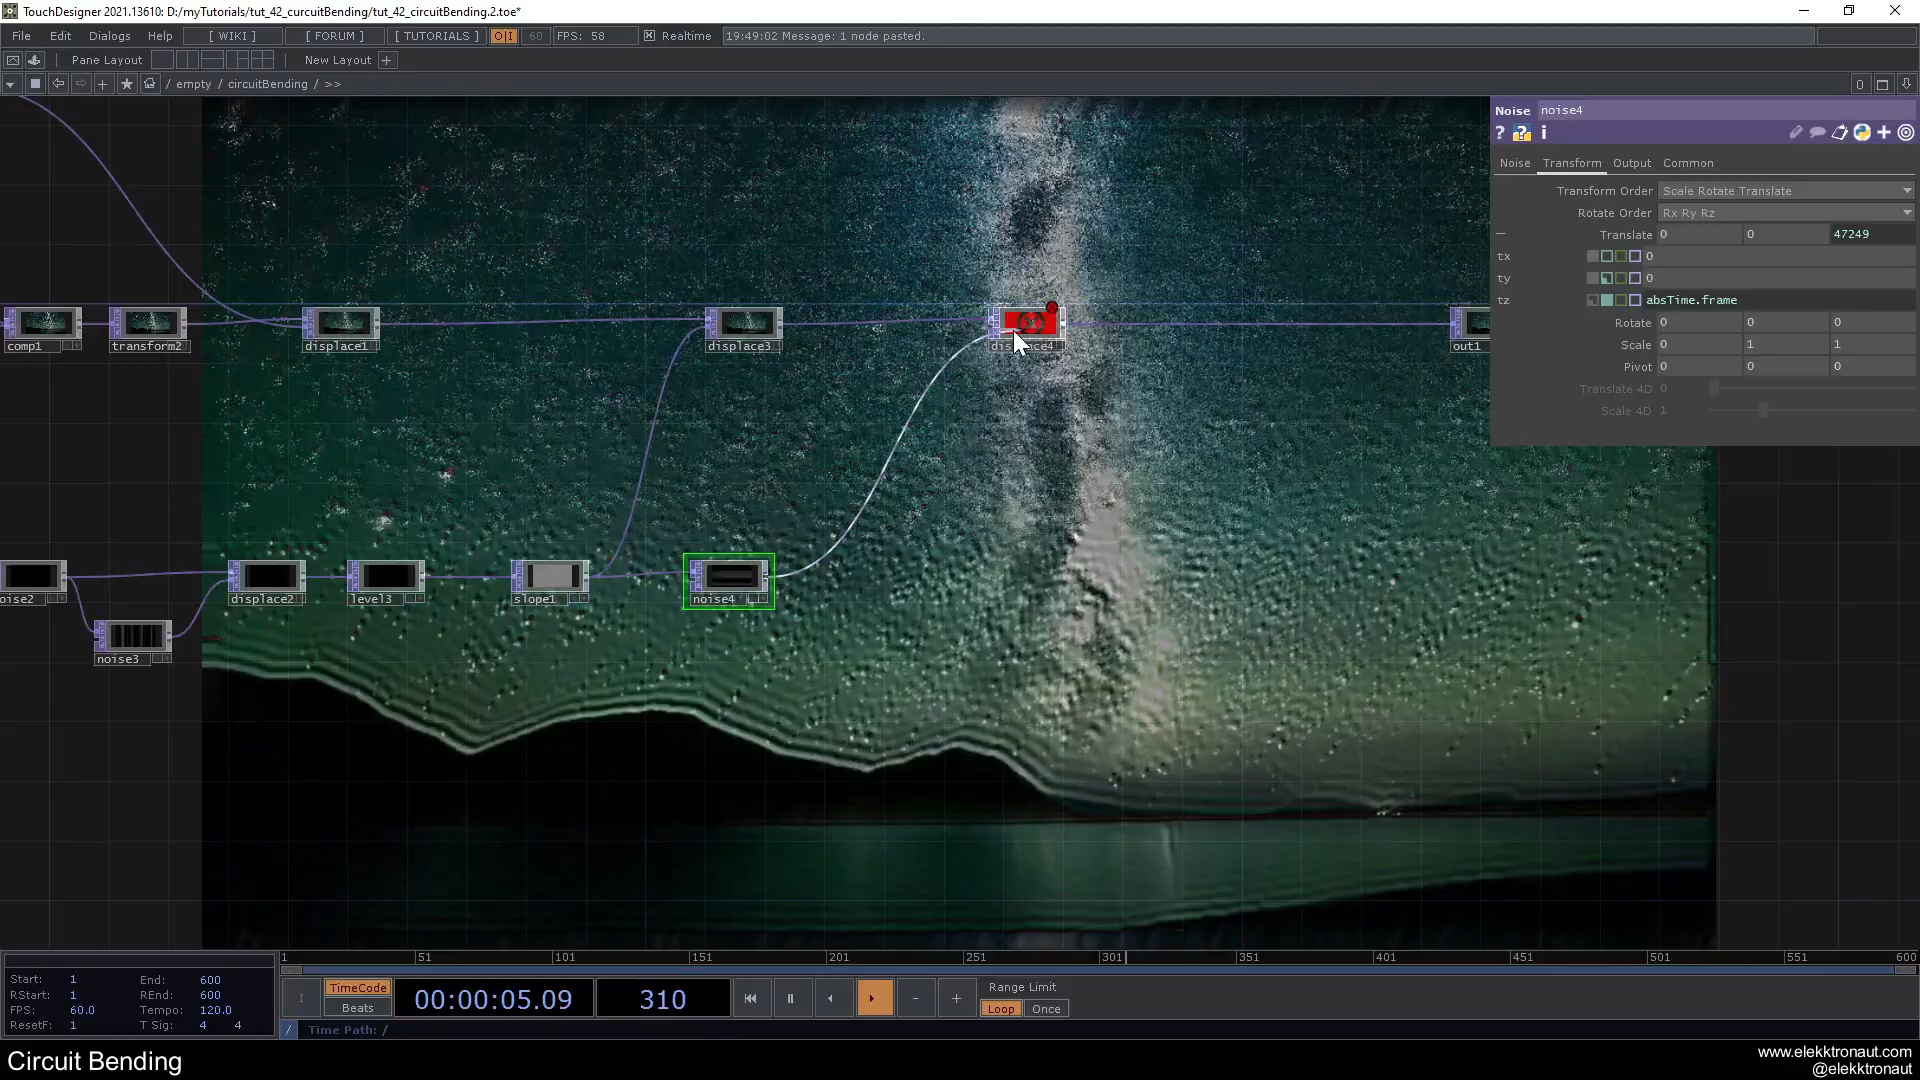 TouchDesigner 2021.13610: D:/myTutorials/tut_42_curcuitBending/tut_42_circuitBending.2.toe*
File Edit Dialogs Help [ WIKI ] [ FORUM ] [ TUTORIALS ] O|I 60 FPS: 58 Realtime 19:49:02 Message: 1 node pasted.
Pane Layout New Layout +
/ empty / circuitBending / >> 0
Noise noise4
Noise Transform Output Common
Transform Order Scale Rotate Translate
Rotate Order Rx Ry Rz
Translate 0 0 47249
tx 0
ty 0
tz absTime.frame
Rotate 0 0 0
Scale 0 1 1
Pivot 0 0 0
Translate 4D 0
Scale 4D 1
comp1 transform2 displace1 displace3 displace4 out1
oise2 displace2 level3 slope1 noise4
noise3
1 51 101 151 201 251 301 351 401 451 501 551 600
Start: 1 End: 600
RStart: 1 REnd: 600
FPS: 60.0 Tempo: 120.0
ResetF: 1 T Sig: 4 4
TimeCode
Beats
00:00:05.09 310
Range Limit
Loop Once
/ Time Path: /
Circuit Bending
www.elekktronaut.com
@elekktronaut